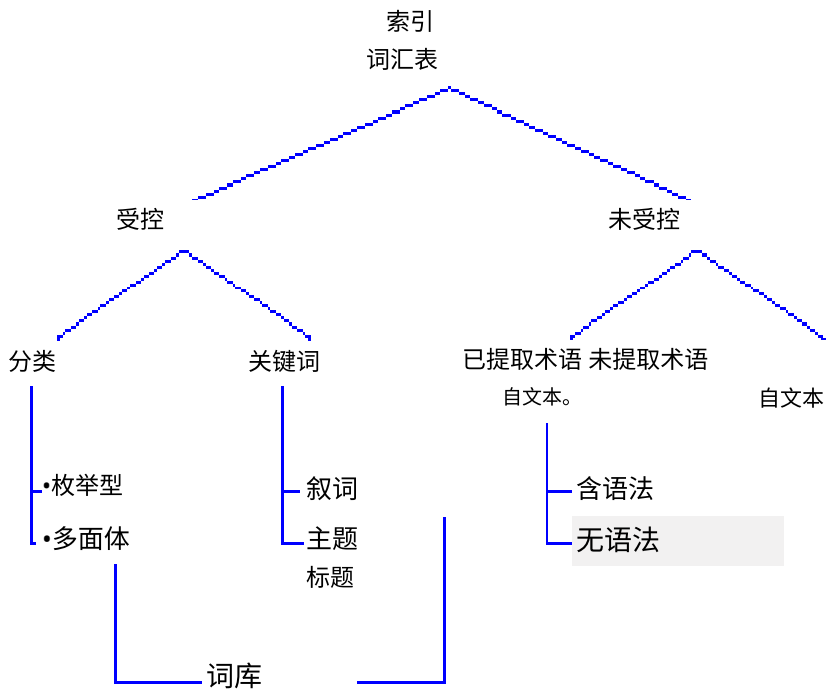 索引
词汇表
受控
未受控
分类
关键词
已提取术语 未提取术语
自文本。
自文本
•枚举型
叙词
含语法
•多面体
主题
无语法
标题
词库